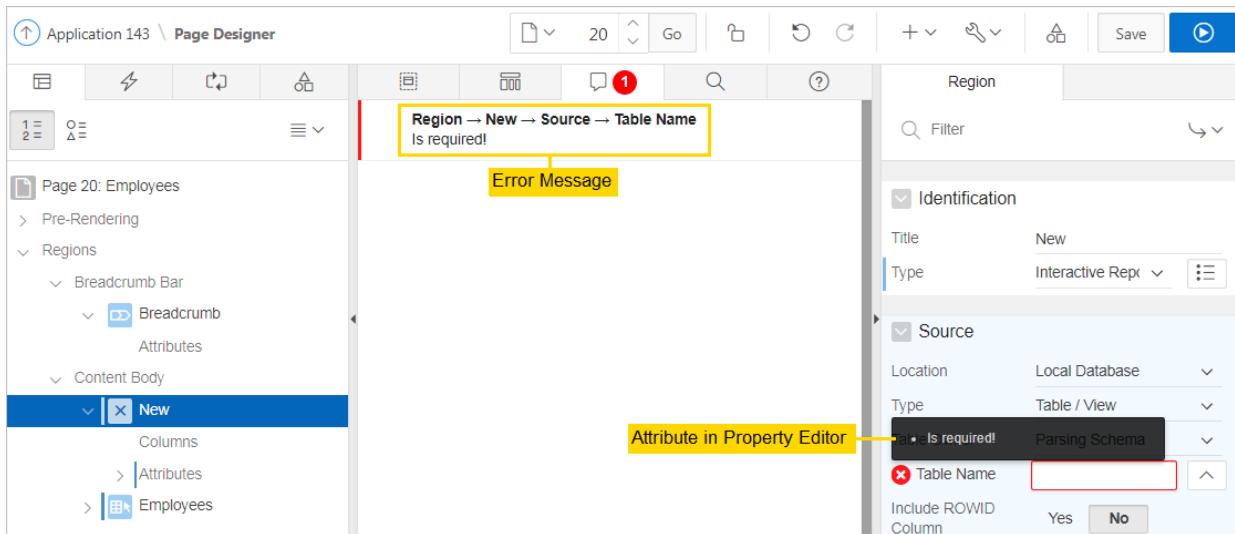 Application 143 \ Page Designer
20
Go
Save
1
Region
1
2
Region → New → Source → Table Name
Is required!
Error Message
Filter
Page 20: Employees
Pre-Rendering
Regions
Breadcrumb Bar
Breadcrumb
Attributes
Content Body
New
Columns
Attributes
Employees
Identification
Title New
Type Interactive Repo
Source
Location Local Database
Type Table / View
Attribute in Property Editor
• Is required!
Parsing Schema
Table Name
Include ROWID
Column
Yes No